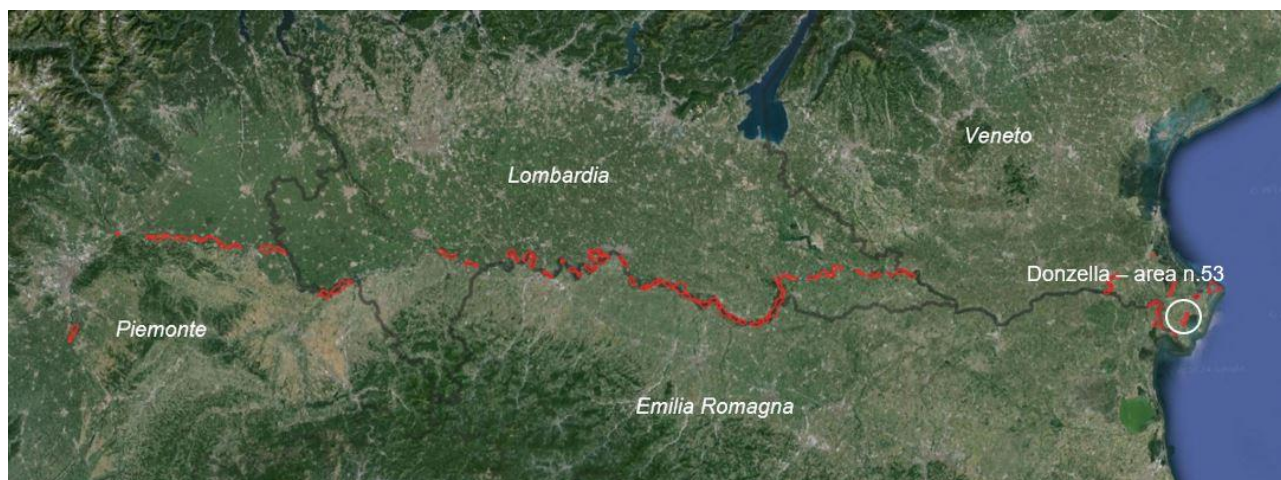 Veneto
Lombardia
Donzella – area n.53
Piemonte
Emilia Romagna